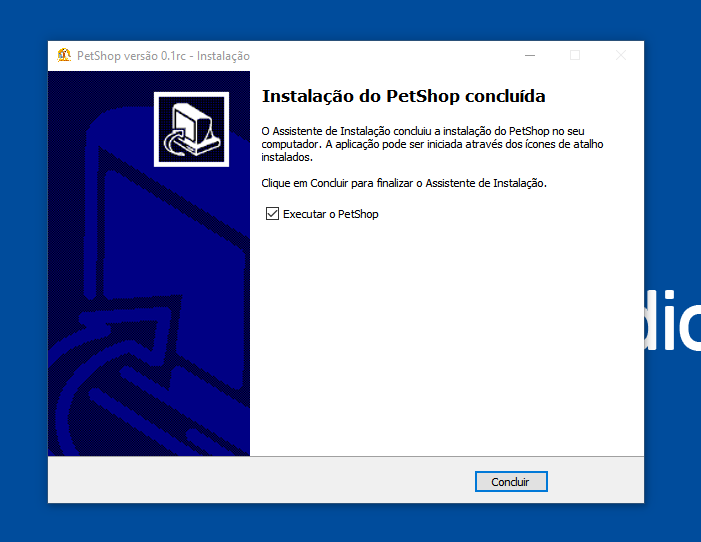 PetShop versão 0.1rc - Instalação
Instalação do PetShop concluída
O Assistente de Instalação concluiu a instalação do PetShop no seu
computador. A aplicação pode ser iniciada através dos ícones de atalho
instalados.
Clique em Concluir para finalizar o Assistente de Instalação.
Executar o PetShop
Concluir